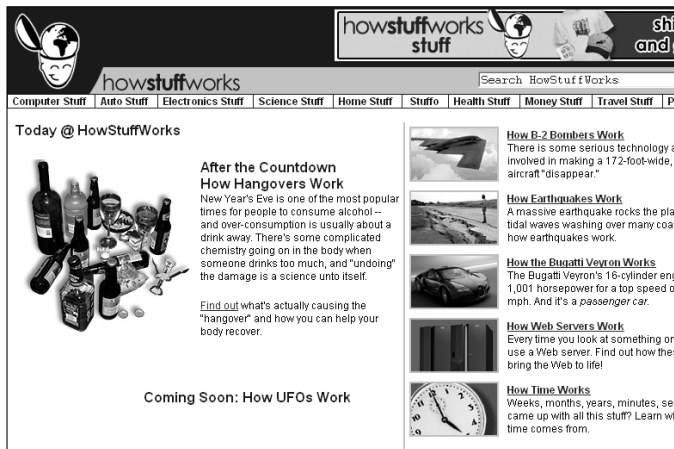 howstuffworks
stuff
shi
and
howstuffworks
Search HowStuffWorks
Computer Stuff Auto Stuff Electronics Stuff Science Stuff Home Stuff Stuffo Health Stuff Money Stuff Travel Stuff P
Today @ HowStuffWorks
After the Countdown
How Hangovers Work
New Year's Eve is one of the most popular
times for people to consume alcohol --
and over-consumption is usually about a
drink away. There's some complicated
chemistry going on in the body when
someone drinks too much, and "undoing"
the damage is a science unto itself.
Find out what's actually causing the
"hangover" and how you can help your
body recover.
Coming Soon: How UFOs Work
How B-2 Bombers Work
There is some serious technology a
involved in making a 172-foot-wide,
aircraft "disappear."
How Earthquakes Work
A massive earthquake rocks the pla
tidal waves washing over many coa
how earthquakes work.
How the Bugatti Veyron Works
The Bugatti Veyron's 16-cylinder eng
1,001 horsepower for a top speed o
mph. And it's a passenger car.
How Web Servers Work
Every time you look at something on
use a Web server. Find out how thes
bring the Web to life!
How Time Works
Weeks, months, years, minutes, se
came up with all this stuff? Learn wh
time comes from.